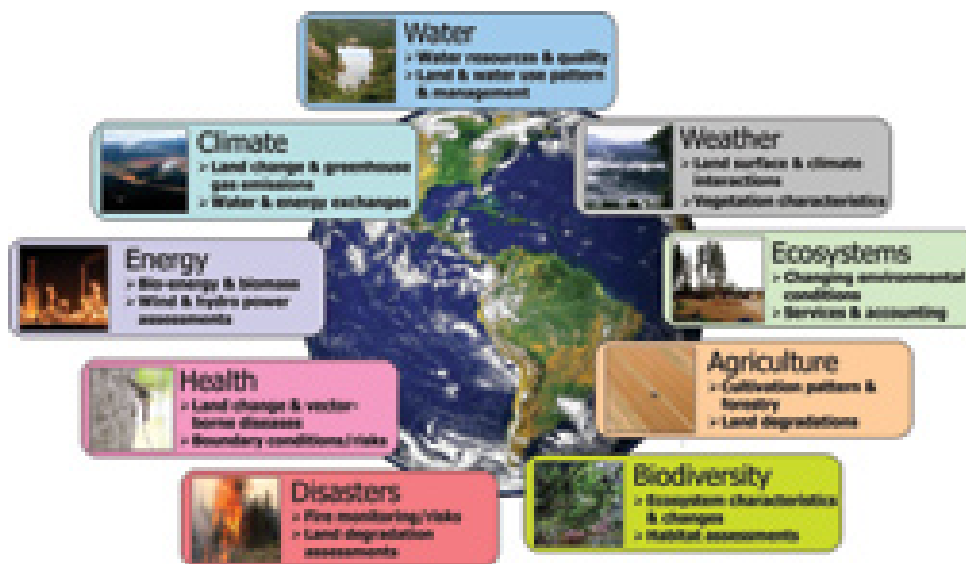 Water
➤ Water resources & quality
➤ Land & water use pattern
& management
Climate
➤ Land change & greenhouse
gas emissions
➤ Water & energy exchanges
Weather
➤ Land surface & climate
interactions
➤ Vegetation characteristics
Energy
➤ Bio-energy & biomass
➤ Wind & hydro power
assessments
Ecosystems
➤ Changing environmental
conditions
➤ Services & accounting
Health
➤ Land change & vector-
borne diseases
➤ Boundary conditions/risks
Agriculture
➤ Cultivation pattern &
forestry
➤ Land degradations
Disasters
➤ Fire monitoring/risks
➤ Land degradation
assessments
Biodiversity
➤ Ecosystem characteristics
& changes
➤ Habitat assessments